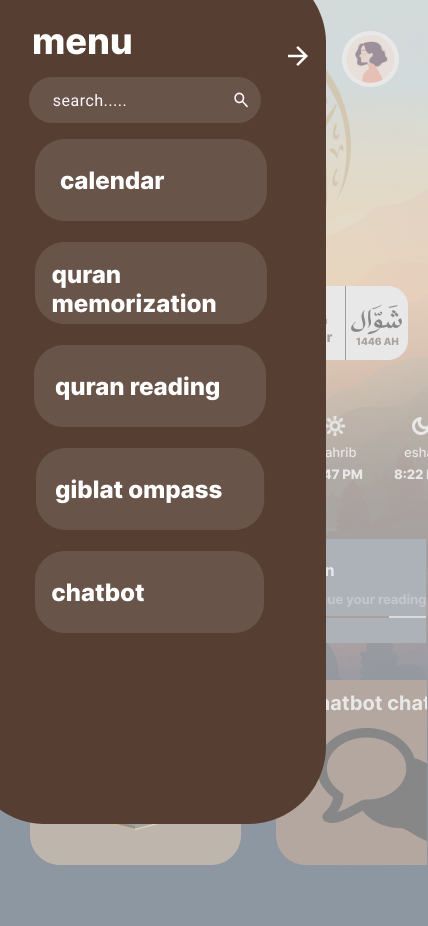 menu
search.....
calendar
quran
memorization
quran reading
giblat ompass
chatbot
شَوَّال
1446 AH
r
ahrib
esh
47 PM
8:22
n
ue your reading
atbot chat